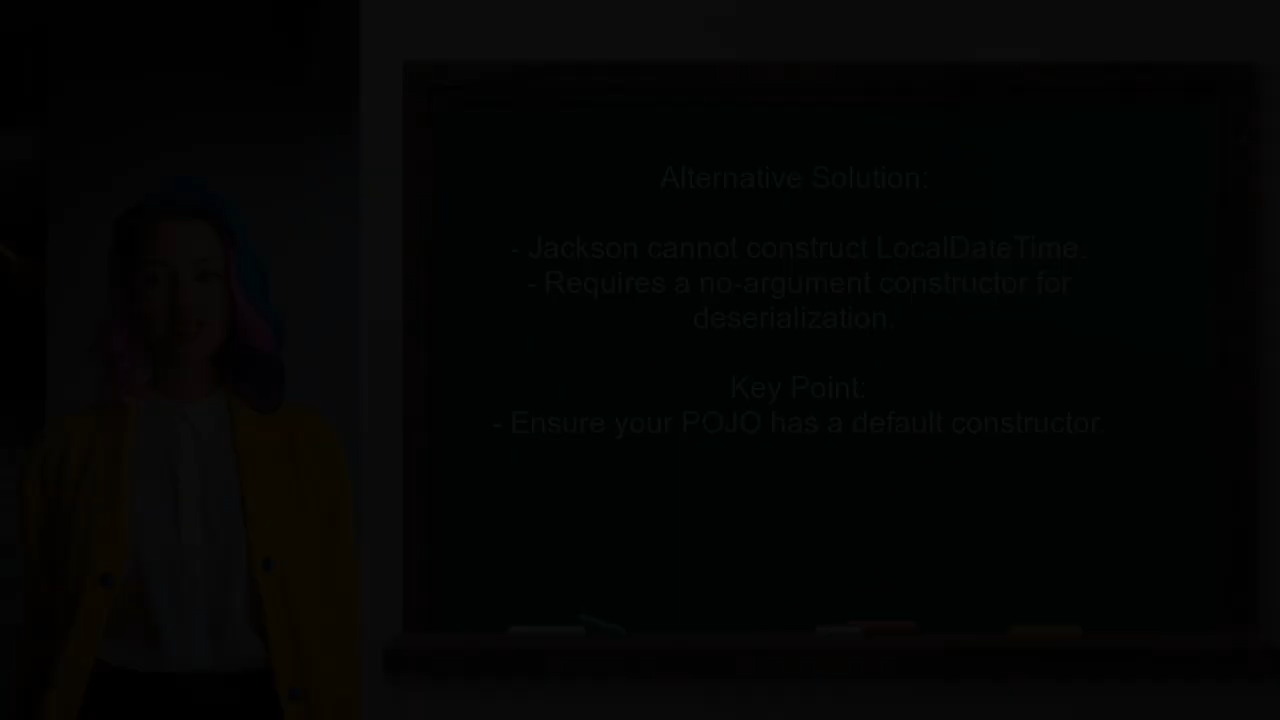 Alternative Solution:
- Jackson cannot construct LocalDateTime.
- Requires a no-argument constructor for
deserialization.
Key Point:
- Ensure your POJO has a default constructor.